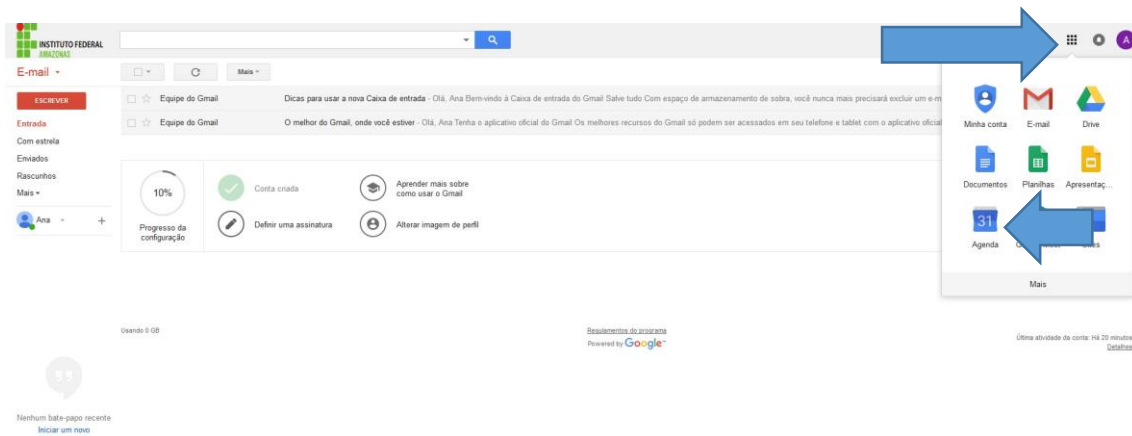 INSTITUTO FEDERAL
AMAZONAS
A
E-mail
Mais
ESCREVER
Equipe do Gmail
Dicas para usar a nova Caixa de entrada - Olá, Ana Bem-vindo à Caixa de entrada do Gmail Salve tudo Com espaço de armazenamento de sobra, você nunca mais precisará excluir um e-m
Entrada
Equipe do Gmail
O melhor do Gmail, onde você estiver - Olá, Ana Tenha o aplicativo oficial do Gmail Os melhores recursos do Gmail só podem ser acessados em seu telefone e tablet com o aplicativo oficial
Com estrela
Enviados
Rascunhos
Mais
Ana
+
10%
Progresso da
configuração
Conta criada
Aprender mais sobre
como usar o Gmail
Definir uma assinatura
Alterar imagem de perfil
Minha conta
E-mail
Drive
Documentos
Planilhas
Apresentaç...
31
Agenda
Mais
Usando 0 GB
Regulamentos do programa
Powered by Google™
Última atividade da conta: Há 20 minutos
Detalhes
Nenhum bate-papo recente
Iniciar um novo